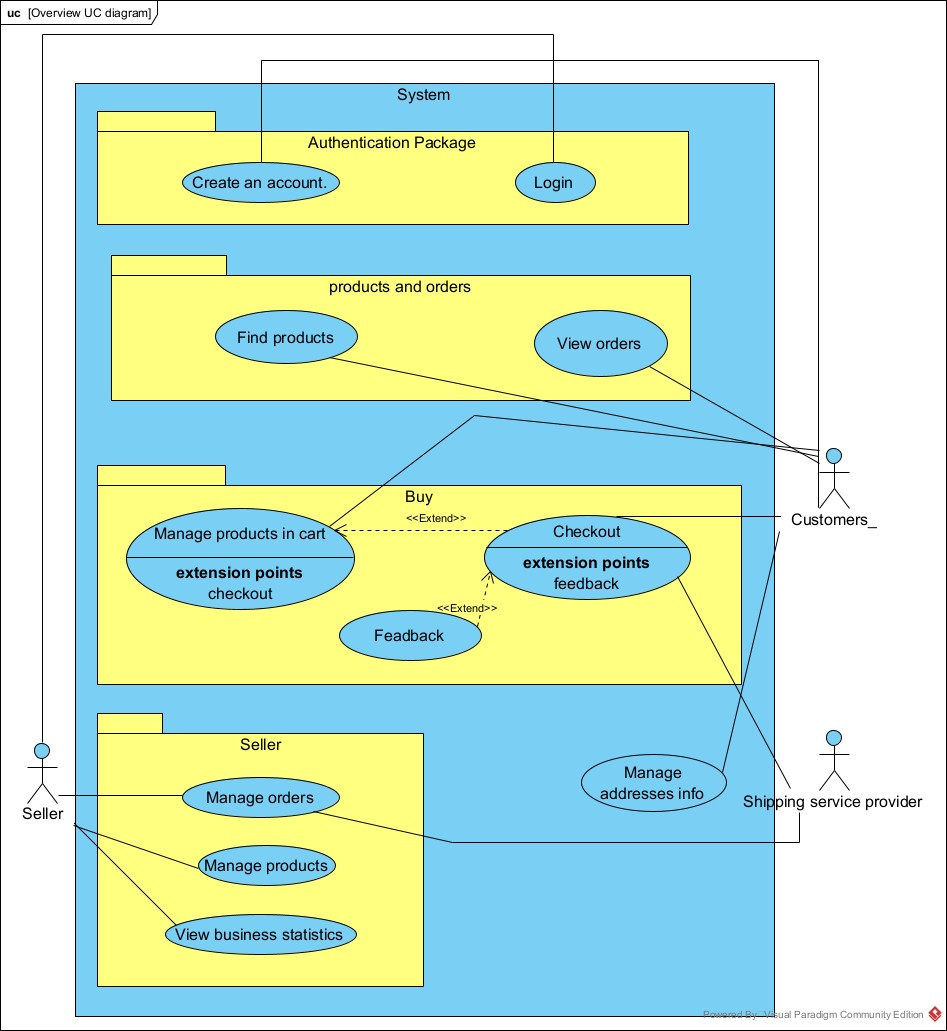 uc [Overview UC diagram]
System
Authentication Package
Create an account.
Login
products and orders
Find products
View orders
Buy
Manage products in cart
extension points
checkout
<<Extend>>
Checkout
extension points
feedback
<<Extend>>
Feadback
Customers_
Seller
Manage orders
Manage products
View business statistics
Manage
addresses info
Seller
Shipping service provider
Powered By: Visual Paradigm Community Edition